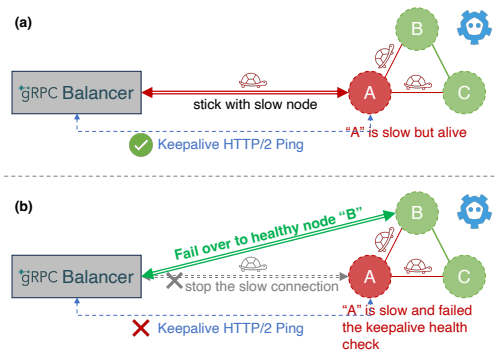 (a)
B
gRPC Balancer
stick with slow node
A
C
Keepalive HTTP/2 Ping
“A” is slow but alive
(b)
B
Fail over to healthy node “B”
gRPC Balancer
stop the slow connection
A
C
Keepalive HTTP/2 Ping
“A” is slow and failed
the keepalive health
check